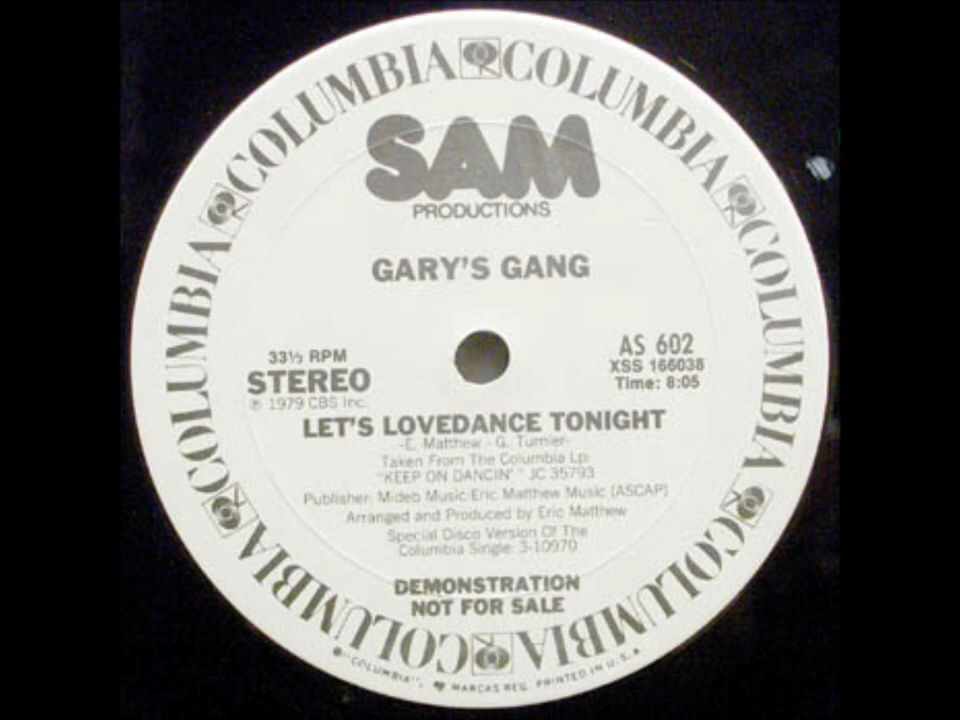 COLUMBIA COLUMBIA COLUMBIA COLUMBIA COLUMBIA COLUMBIA COLUMBIA COLUMBIA
SAM
PRODUCTIONS
GARY'S GANG
33⅓ RPM
STEREO
℗ 1979 CBS Inc.
AS 602
XSS 166038
Time: 8:05
LET'S LOVEDANCE TONIGHT
-E. Matthew - G. Turnier-
Taken From The Columbia Lp:
"KEEP ON DANCIN'" JC 35793
Publisher: Mideb Music/Eric Matthew Music (ASCAP)
Arranged and Produced by Eric Matthew
Special Disco Version Of The
Columbia Single: 3-10970
DEMONSTRATION
NOT FOR SALE
"COLUMBIA", MARCAS REG. PRINTED IN U.S.A.